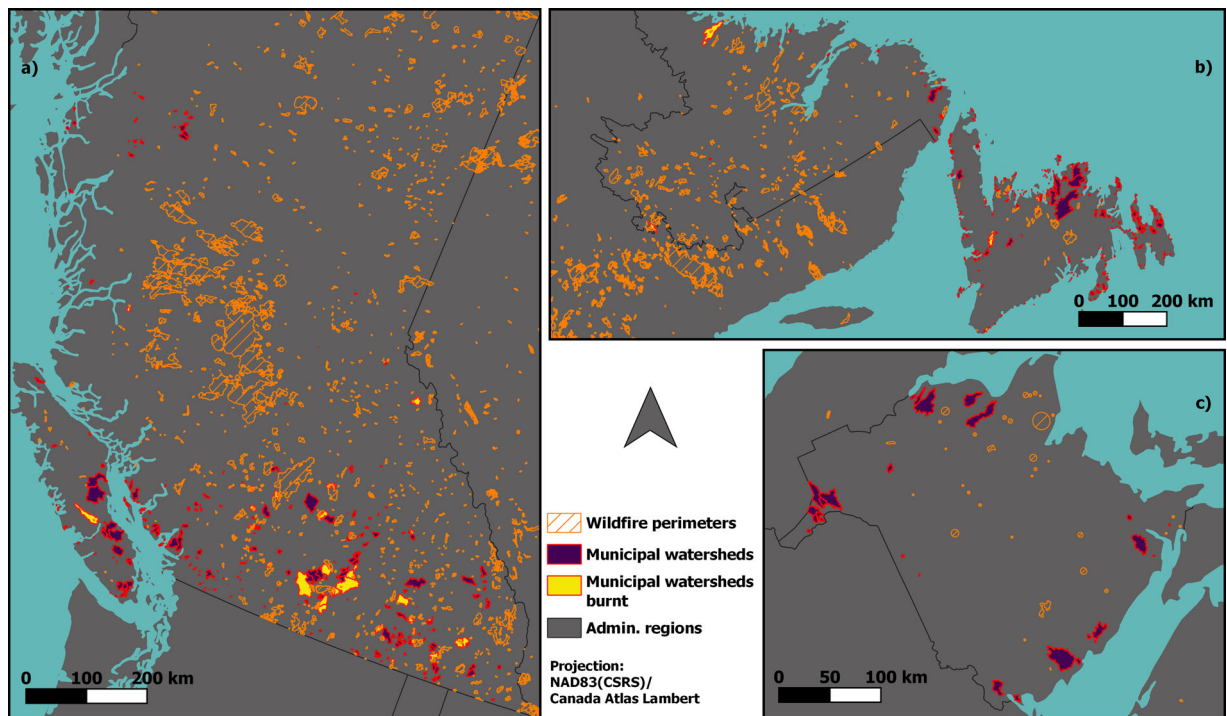 a)
0 100 200 km
b)
0 100 200 km
c)
0 50 100 km
Wildfire perimeters
Municipal watersheds
Municipal watersheds
burnt
Admin. regions
Projection:
NAD83(CSRS)/
Canada Atlas Lambert